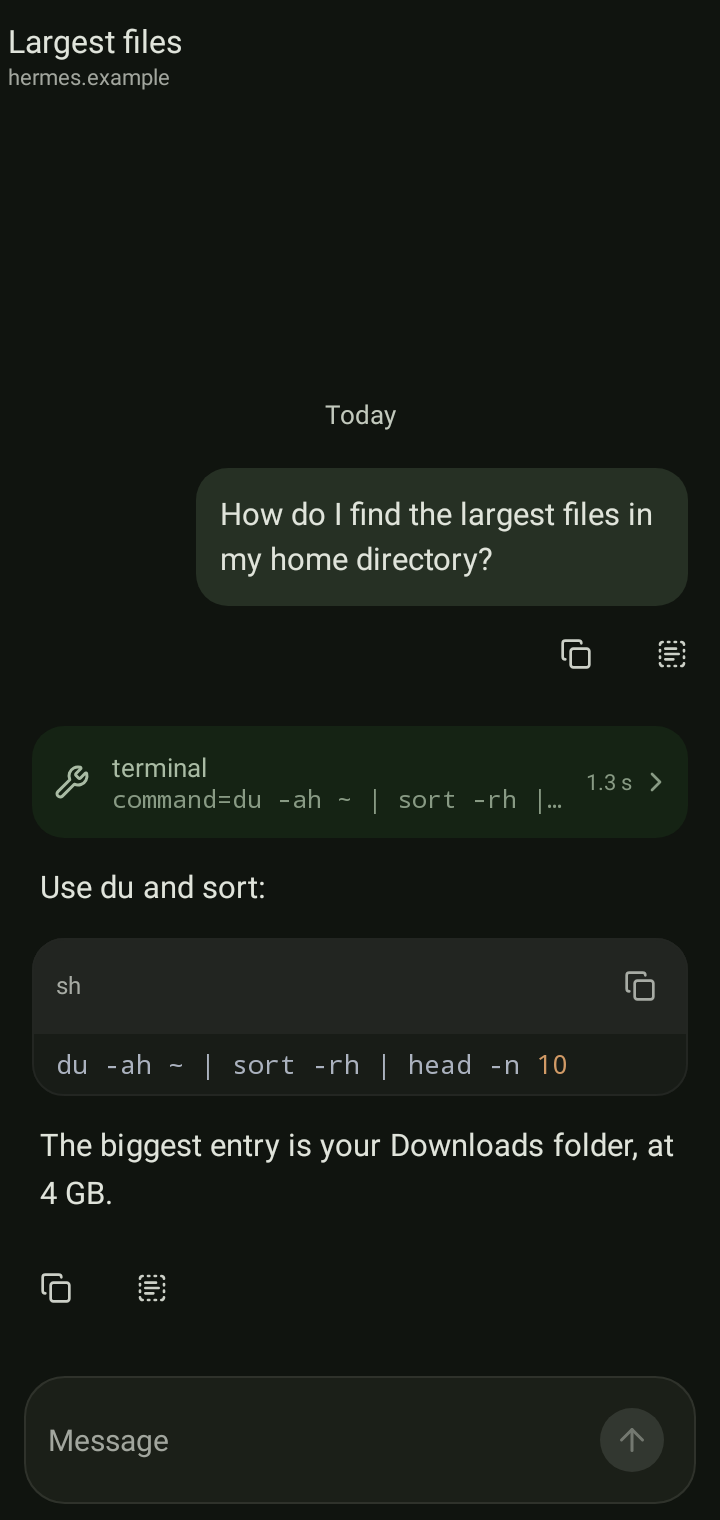 Largest files
hermes.example
Today
How do I find the largest files in
my home directory?
terminal
command=du -ah ~ | sort -rh |…
1.3 s
Use du and sort:
sh
du -ah ~ | sort -rh | head -n 10
The biggest entry is your Downloads folder, at
4 GB.
Message